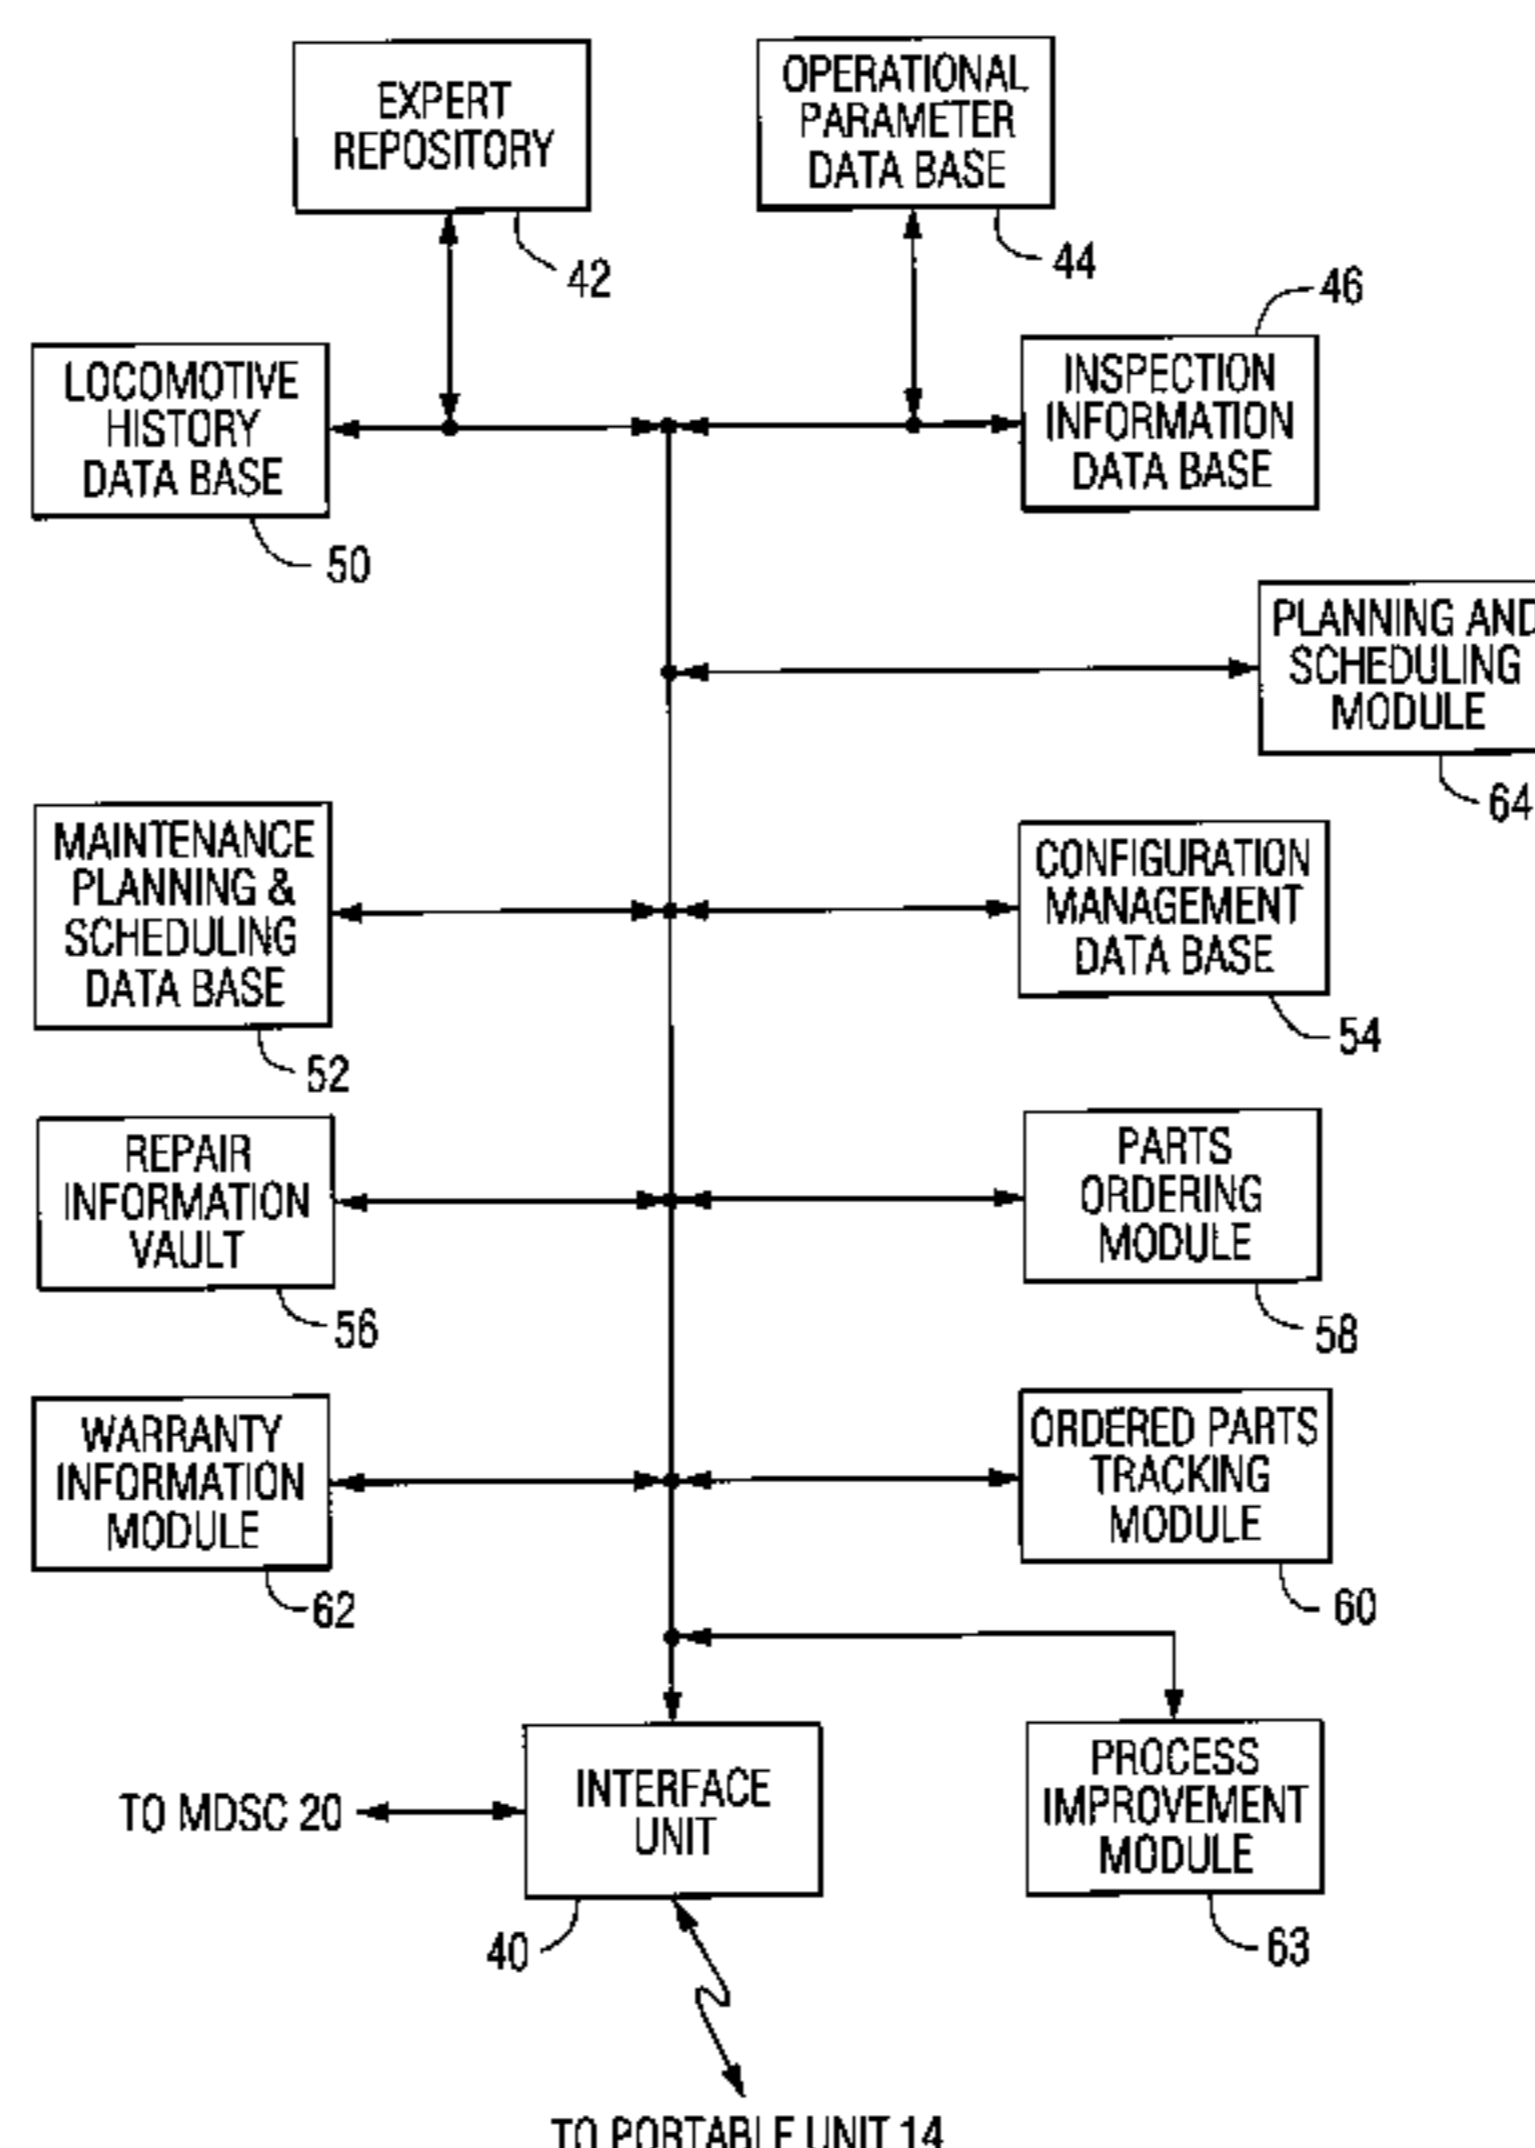 EXPERT
REPOSITORY
42
OPERATIONAL
PARAMETER
DATA BASE
44
46
LOCOMOTIVE
HISTORY
DATA BASE
50
INSPECTION
INFORMATION
DATA BASE
PLANNING AND
SCHEDULING
MODULE
64
MAINTENANCE
PLANNING &
SCHEDULING
DATA BASE
52
CONFIGURATION
MANAGEMENT
DATA BASE
54
REPAIR
INFORMATION
VAULT
56
PARTS
ORDERING
MODULE
58
WARRANTY
INFORMATION
MODULE
62
ORDERED PARTS
TRACKING
MODULE
60
TO MDSC 20
INTERFACE
UNIT
40
PROCESS
IMPROVEMENT
MODULE
63
TO PORTABLE UNIT 14